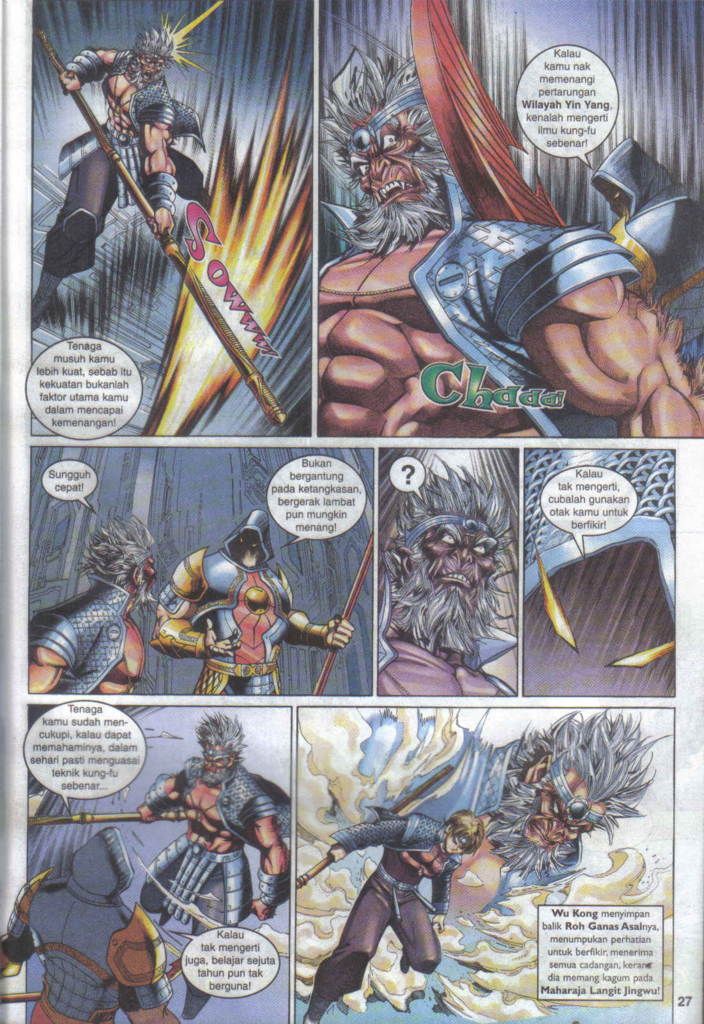 Tenaga
musuh kamu
lebih kuat, sebab itu
kekuatan bukanlah
faktor utama kamu
dalam mencapai
kemenangan!
Sowww!!
Kalau
kamu nak
memenangi
pertarungan
Wilayah Yin Yang,
kenalah mengerti
ilmu kung-fu
sebenar!
Chaaa!
Sungguh
cepat!
Bukan
bergantung
pada ketangkasan,
bergerak lambat
pun mungkin
menang!
?
Kalau
tak mengerti,
cubalah gunakan
otak kamu untuk
berfikir!
Tenaga
kamu sudah men-
cukupi, kalau dapat
memahaminya, dalam
sehari pasti menguasai
teknik kung-fu
sebenar...
Kalau
tak mengerti
juga, belajar sejuta
tahun pun tak
berguna!
Wu Kong menyimpan
balik Roh Ganas Asalnya,
menumpukan perhatian
untuk berfikir, menerima
semua cadangan, kerana
dia memang kagum pada
Maharaja Langit Jingwu!
27